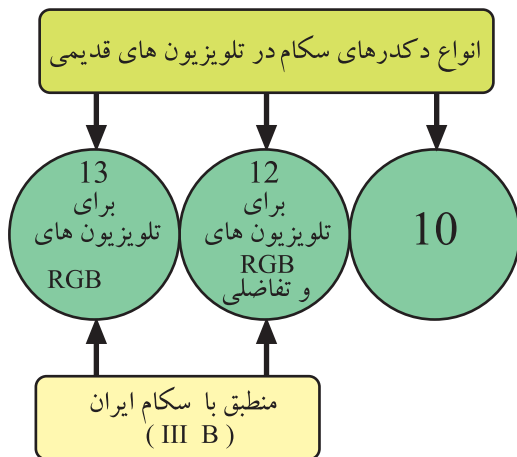 انواع دکدرهای سکام در تلویزیون های قدیمی
10
12
برای
تلویزیون های
RGB
و تفاضلی
13
برای
تلویزیون های
RGB
منطبق با سکام ایران
( III B )